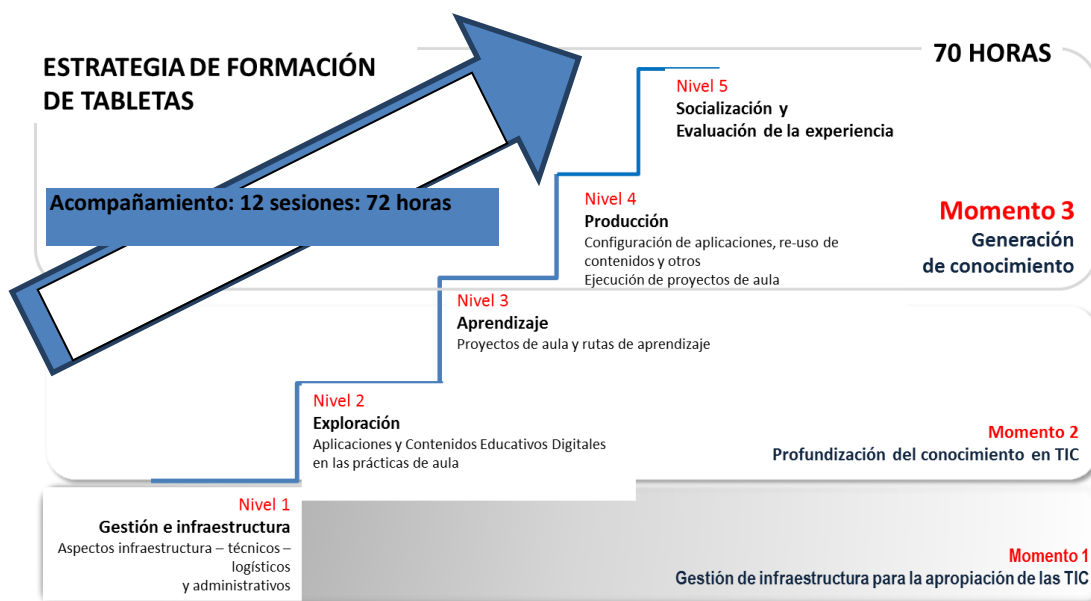 ESTRATEGIA DE FORMACIÓN
DE TABLETAS
70 HORAS
Acompañamiento: 12 sesiones: 72 horas
Nivel 5
Socialización y
Evaluación de la experiencia
Nivel 4
Producción
Configuración de aplicaciones, re-uso de
contenidos y otros
Ejecución de proyectos de aula
Momento 3
Generación
de conocimiento
Nivel 3
Aprendizaje
Proyectos de aula y rutas de aprendizaje
Nivel 2
Exploración
Aplicaciones y Contenidos Educativos Digitales
en las prácticas de aula
Momento 2
Profundización del conocimiento en TIC
Nivel 1
Gestión e infraestructura
Aspectos infraestructura – técnicos –
logísticos
y administrativos
Momento 1
Gestión de infraestructura para la apropiación de las TIC